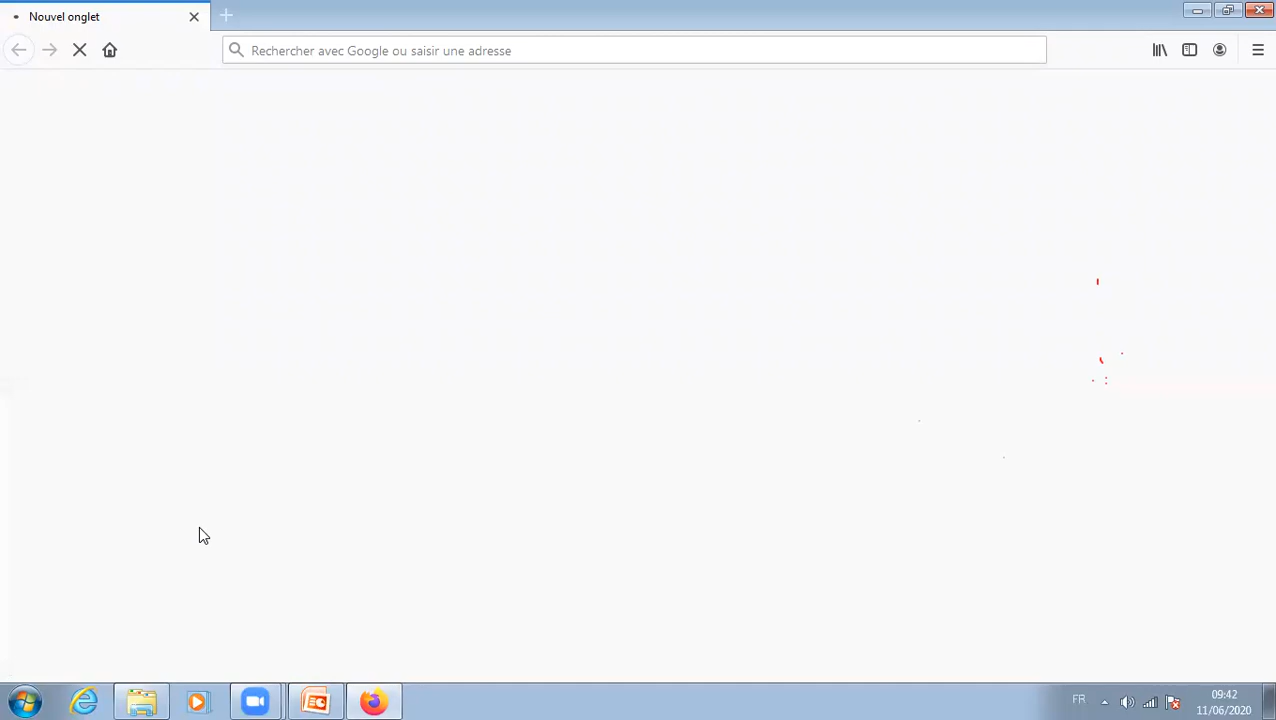 Nouvel onglet
Rechercher avec Google ou saisir une adresse
FR
09:42
11/06/2020